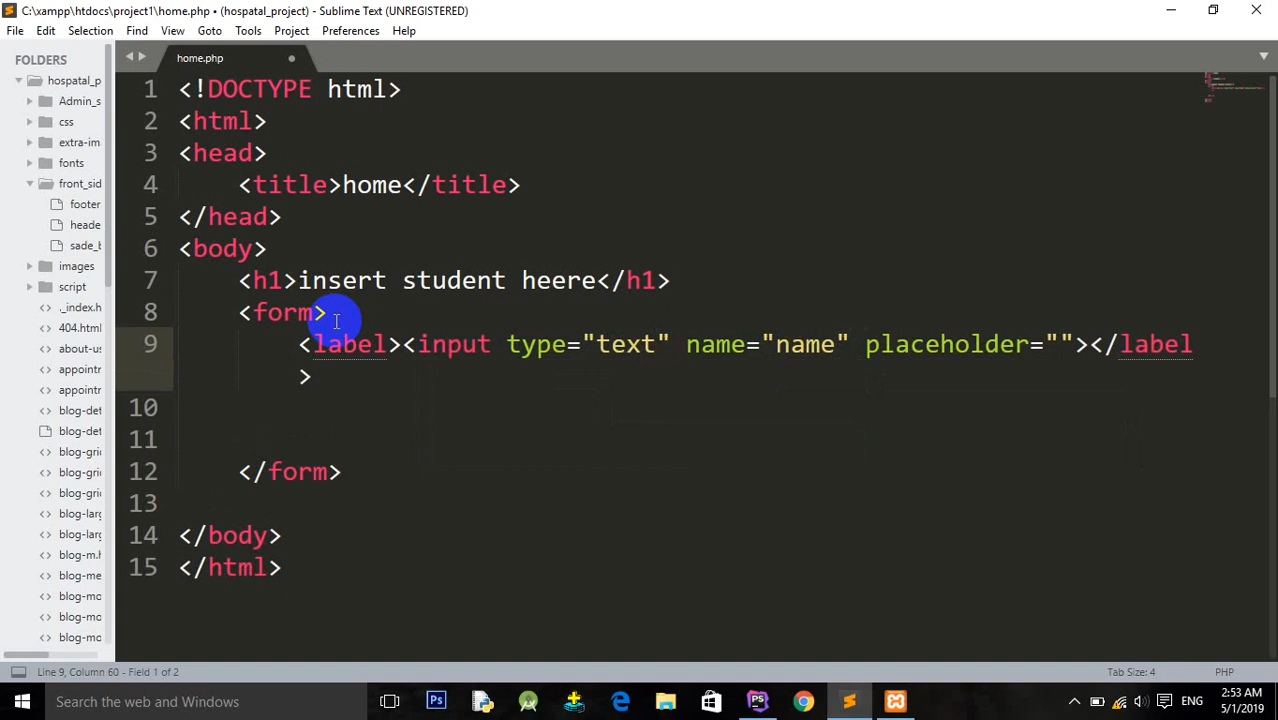 C:\xampp\htdocs\project1\home.php • (hospatal_project) - Sublime Text (UNREGISTERED)
File Edit Selection Find View Goto Tools Project Preferences Help
FOLDERS
hospatal_p
Admin_s
css
extra-im
fonts
front_sid
footer
heade
sade_b
images
script
._index.h
404.html
about-us
appoint
appoint
blog-det
blog-det
blog-gri
blog-gri
blog-gri
blog-larg
blog-larg
blog-m.h
blog-me
blog-mo
blog-mo
blog-mo
home.php
1 <!DOCTYPE html>
2 <html>
3 <head>
4 <title>home</title>
5 </head>
6 <body>
7 <h1>insert student heere</h1>
8 <form>
9 <label><input type="text" name="name" placeholder=""></label
>
10
11
12 </form>
13
14 </body>
15 </html>
Line 9, Column 60 - Field 1 of 2 Tab Size: 4 PHP
Search the web and Windows
ENG
2:53 AM
5/1/2019